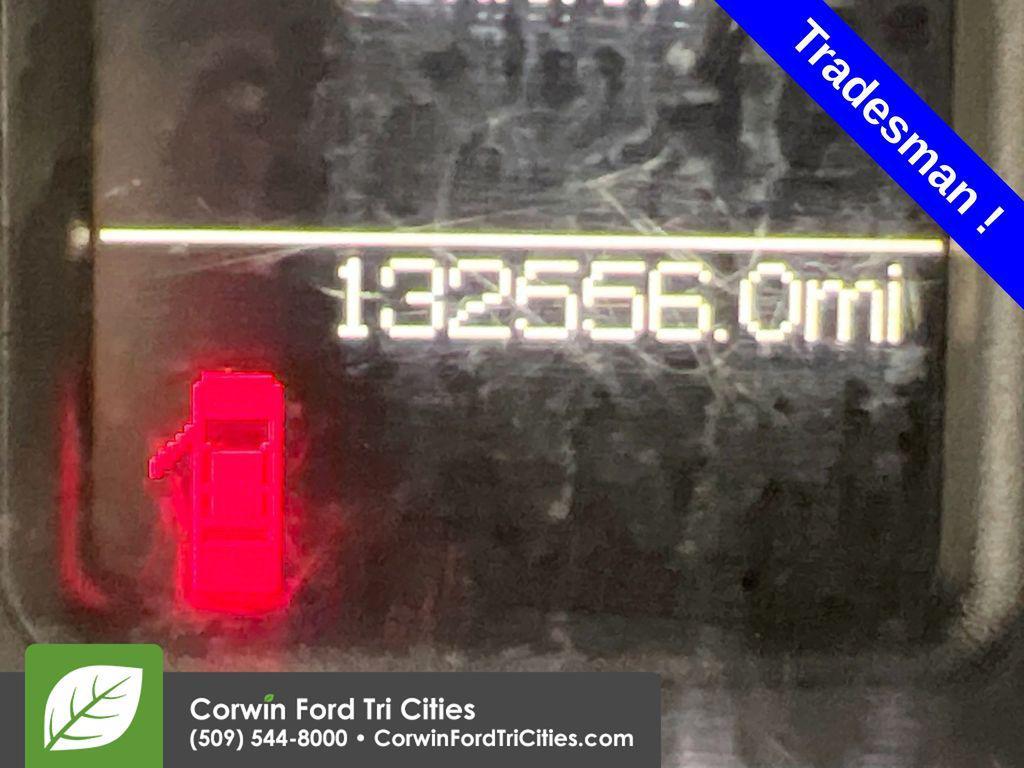 Tradesman !
132556.0mi
Corwin Ford Tri Cities
(509) 544-8000 • CorwinFordTriCities.com